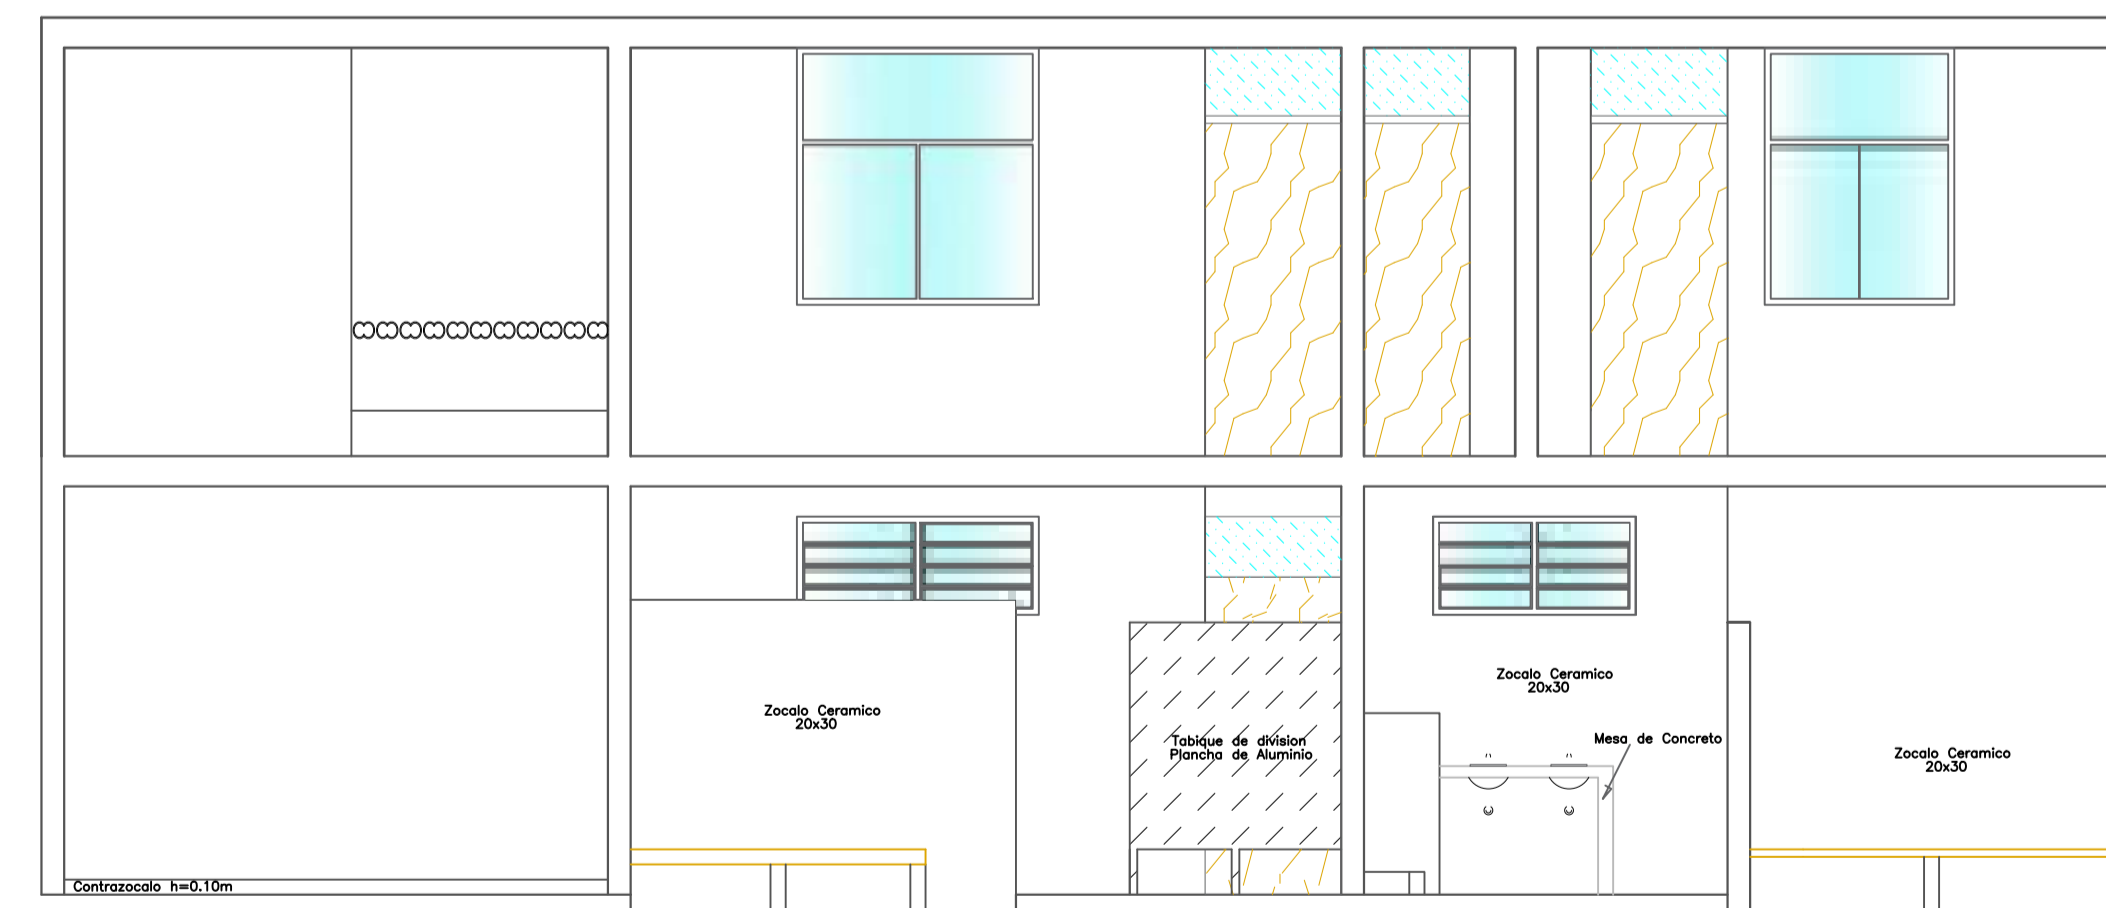 Zocalo Ceramico
20x30
Zocalo Ceramico
20x30
Tabique de division
Plancha de Aluminio
Mesa de Concreto
Zocalo Ceramico
20x30
Contrazocalo h=0.10m